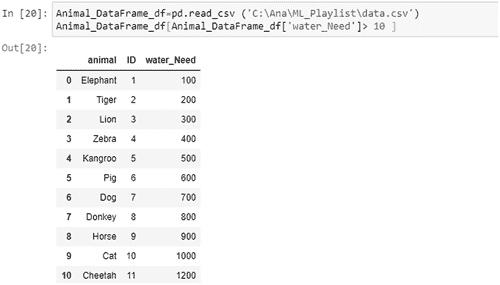 In [20]: Animal_DataFrame_df=pd.read_csv ('C:\Ana\ML_Playlist\data.csv')
Animal_DataFrame_df[Animal_DataFrame_df['water_Need']> 10 ]
Out[20]:
animal ID water_Need
0 Elephant 1 100
1 Tiger 2 200
2 Lion 3 300
3 Zebra 4 400
4 Kangroo 5 500
5 Pig 6 600
6 Dog 7 700
7 Donkey 8 800
8 Horse 9 900
9 Cat 10 1000
10 Cheetah 11 1200